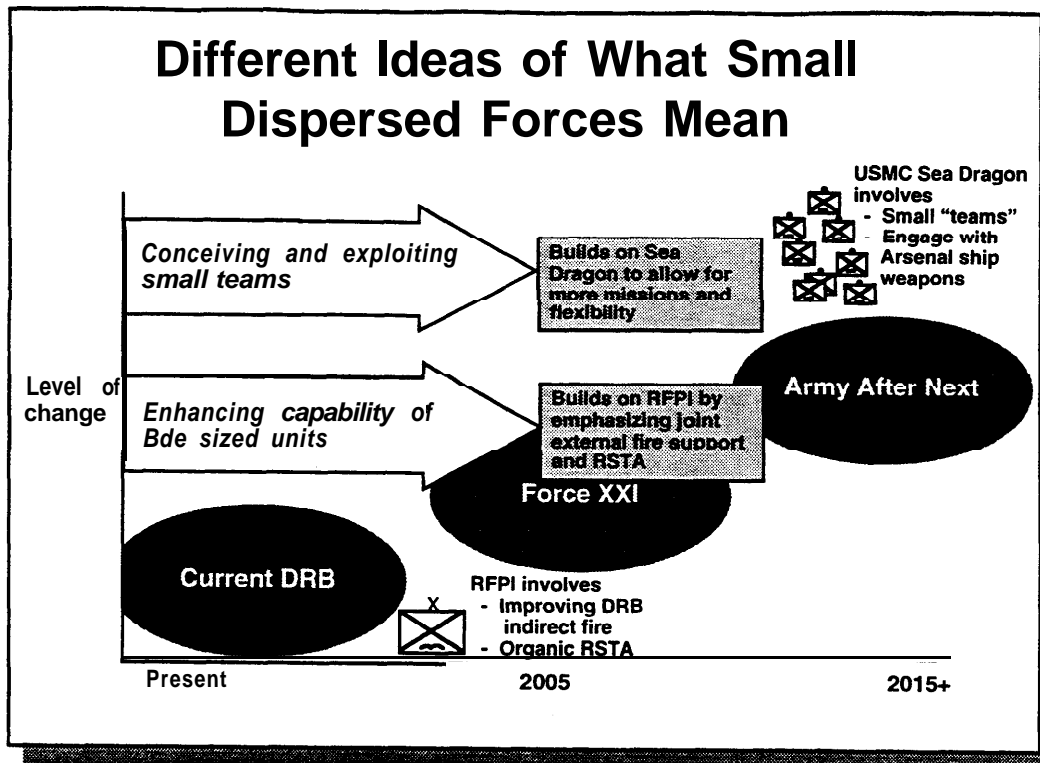 Different Ideas of What Small
Dispersed Forces Mean
USMC Sea Dragon
involves
- Small "teams"
- Engage with
Arsenal ship
weapons
Conceiving and exploiting
small teams
Builds on Sea
Dragon to allow for
more missions and
flexibility
Level of
change
Enhancing capability of
Bde sized units
Builds on RFPI by
emphasizing joint
external fire support
and RSTA
Army After Next
Force XXI
Current DRB
X
RFPI involves
- Improving DRB
indirect fire
- Organic RSTA
Present
2005
2015+